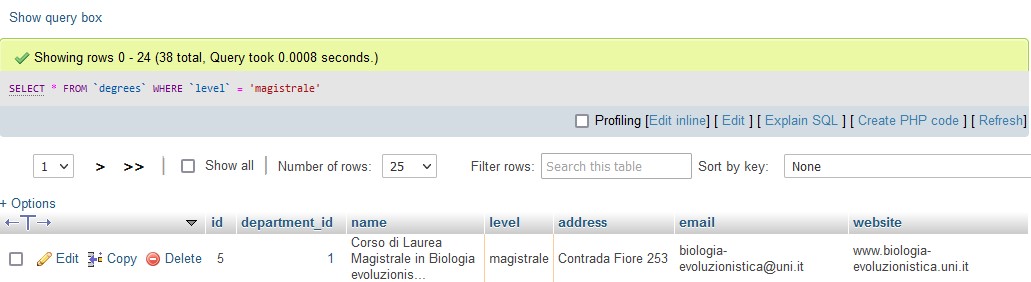 Show query box
Showing rows 0 - 24 (38 total, Query took 0.0008 seconds.)
SELECT * FROM `degrees` WHERE `level` = 'magistrale'
Profiling [Edit inline] [ Edit ] [ Explain SQL ] [ Create PHP code ] [ Refresh]
1 > >> | Show all | Number of rows: 25 Filter rows: Search this table Sort by key: None
+ Options
←T→ id department_id name level address email website
Edit Copy Delete 5 1 Corso di Laurea Magistrale in Biologia evoluzionis... magistrale Contrada Fiore 253 biologia-evoluzionistica@uni.it www.biologia-evoluzionistica.uni.it